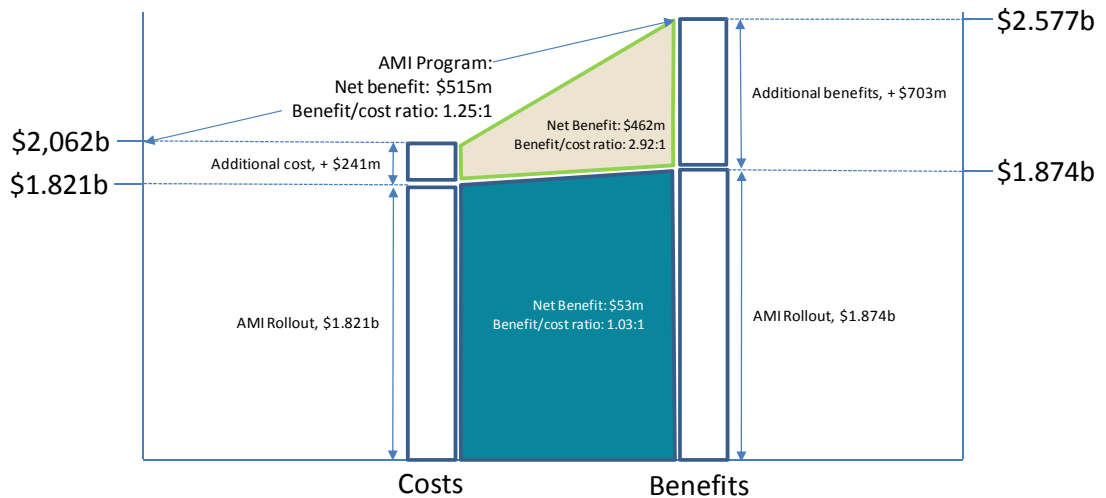 $2.577b
AMI Program:
Net benefit: $515m
Benefit/cost ratio: 1.25:1
Additional benefits, + $703m
Net Benefit: $462m
Benefit/cost ratio: 2.92:1
$2,062b
Additional cost, + $241m
$1.821b
$1.874b
Net Benefit: $53m
Benefit/cost ratio: 1.03:1
AMI Rollout, $1.821b
AMI Rollout, $1.874b
Costs
Benefits